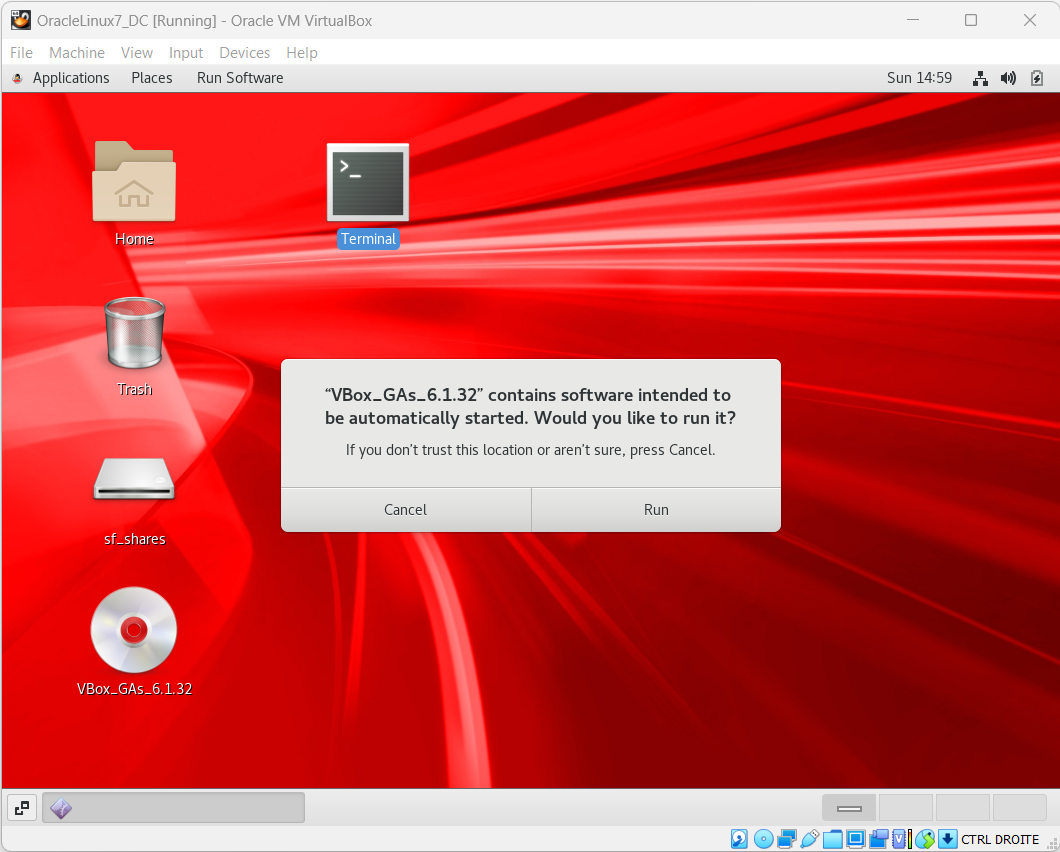 OracleLinux7_DC [Running] - Oracle VM VirtualBox
File Machine View Input Devices Help
Applications Places Run Software Sun 14:59
Home
Terminal
Trash
“VBox_GAs_6.1.32” contains software intended to
be automatically started. Would you like to run it?
If you don’t trust this location or aren’t sure, press Cancel.
Cancel Run
sf_shares
VBox_GAs_6.1.32
CTRL DROITE